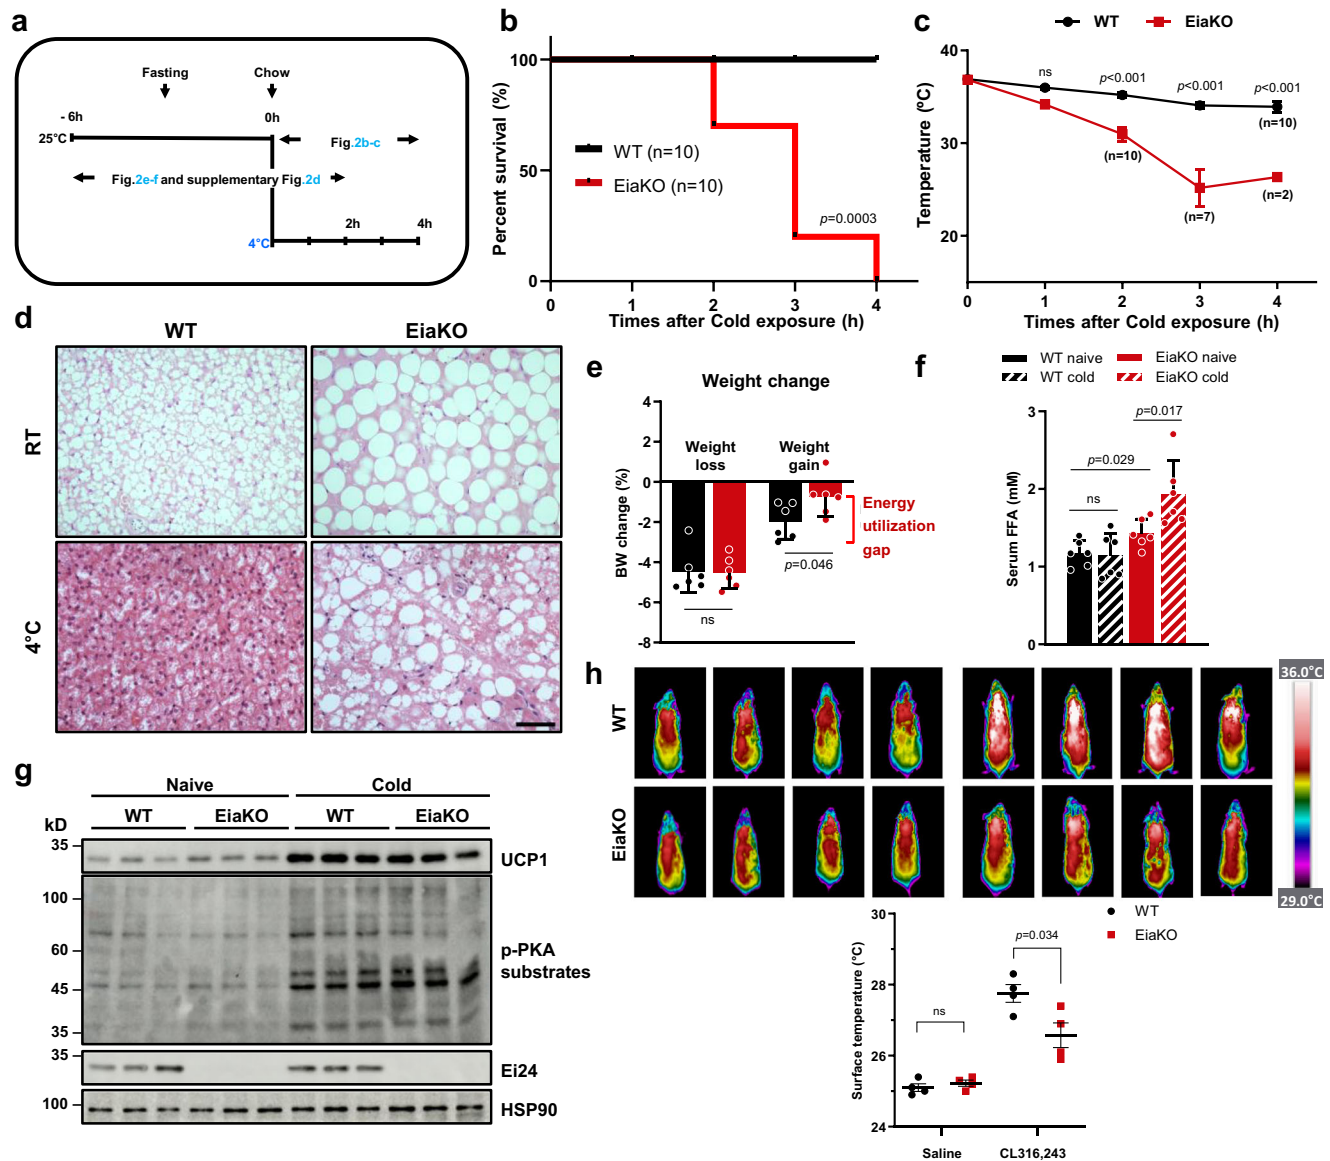 a
Fasting
Chow
- 6h
0h
25°C
Fig.2b-c
Fig.2e-f and supplementary Fig.2d
2h
4h
4°C
b
Percent survival (%)
100
50
0
WT (n=10)
EiaKO (n=10)
p=0.0003
0 1 2 3 4
Times after Cold exposure (h)
c
WT
EiaKO
Temperature (ºC)
40
30
20
ns
p<0.001
p<0.001
p<0.001
(n=10)
(n=10)
(n=7)
(n=2)
0 1 2 3 4
Times after Cold exposure (h)
d
WT
EiaKO
RT
4°C
e
Weight change
BW change (%)
4
2
0
-2
-4
-6
-8
Weight
loss
Weight
gain
Energy
utilization
gap
p=0.046
ns
f
WT naive
EiaKO naive
WT cold
EiaKO cold
Serum FFA (mM)
3
2
1
0
p=0.017
p=0.029
ns
g
Naive
Cold
kD
WT
EiaKO
WT
EiaKO
35
UCP1
100
60
45
35
p-PKA
substrates
35
Ei24
100
HSP90
h
WT
EiaKO
36.0°C
29.0°C
WT
EiaKO
Surface temperature (°C)
30
28
26
24
ns
p=0.034
Saline
CL316,243